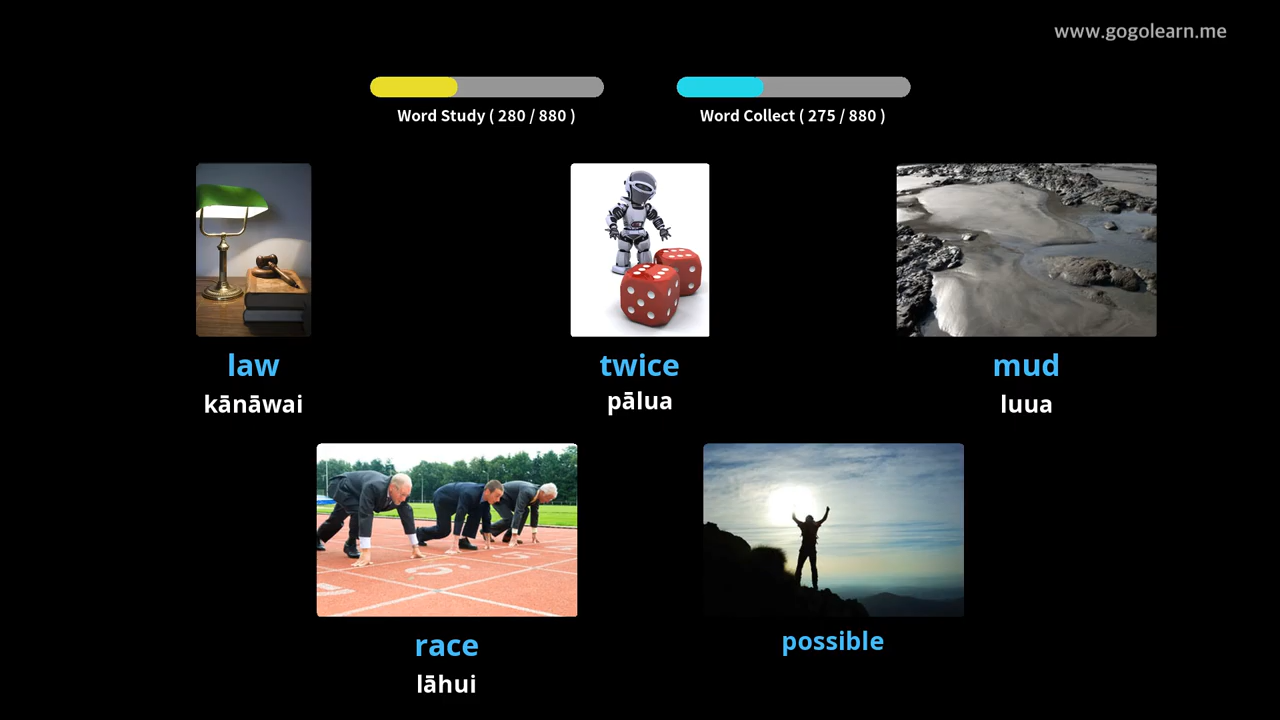 www.gogolearn.me
Word Study ( 280 / 880 )
Word Collect ( 275 / 880 )
law
twice
mud
kānāwai
pālua
luua
race
possible
lāhui